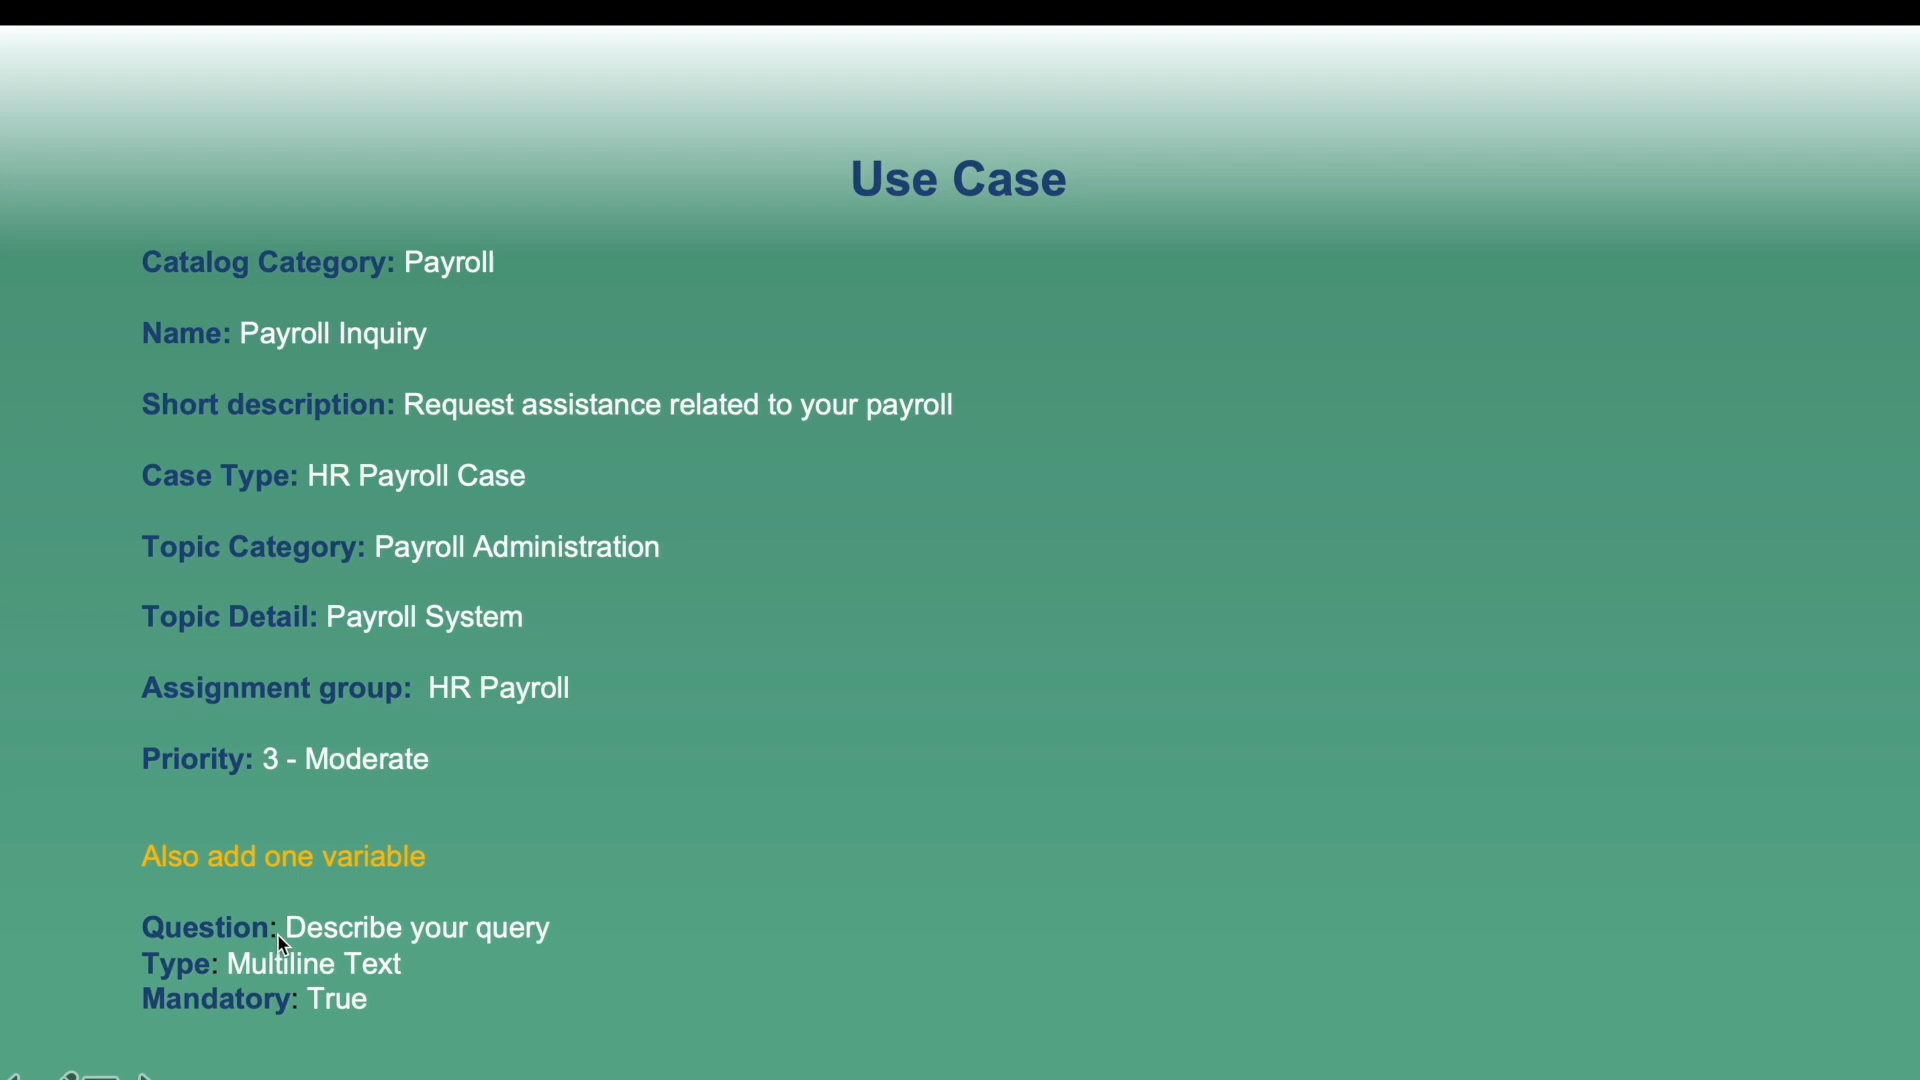 Use Case
Catalog Category: Payroll
Name: Payroll Inquiry
Short description: Request assistance related to your payroll
Case Type: HR Payroll Case
Topic Category: Payroll Administration
Topic Detail: Payroll System
Assignment group: HR Payroll
Priority: 3 - Moderate
Also add one variable
Question: Describe your query
Type: Multiline Text
Mandatory: True